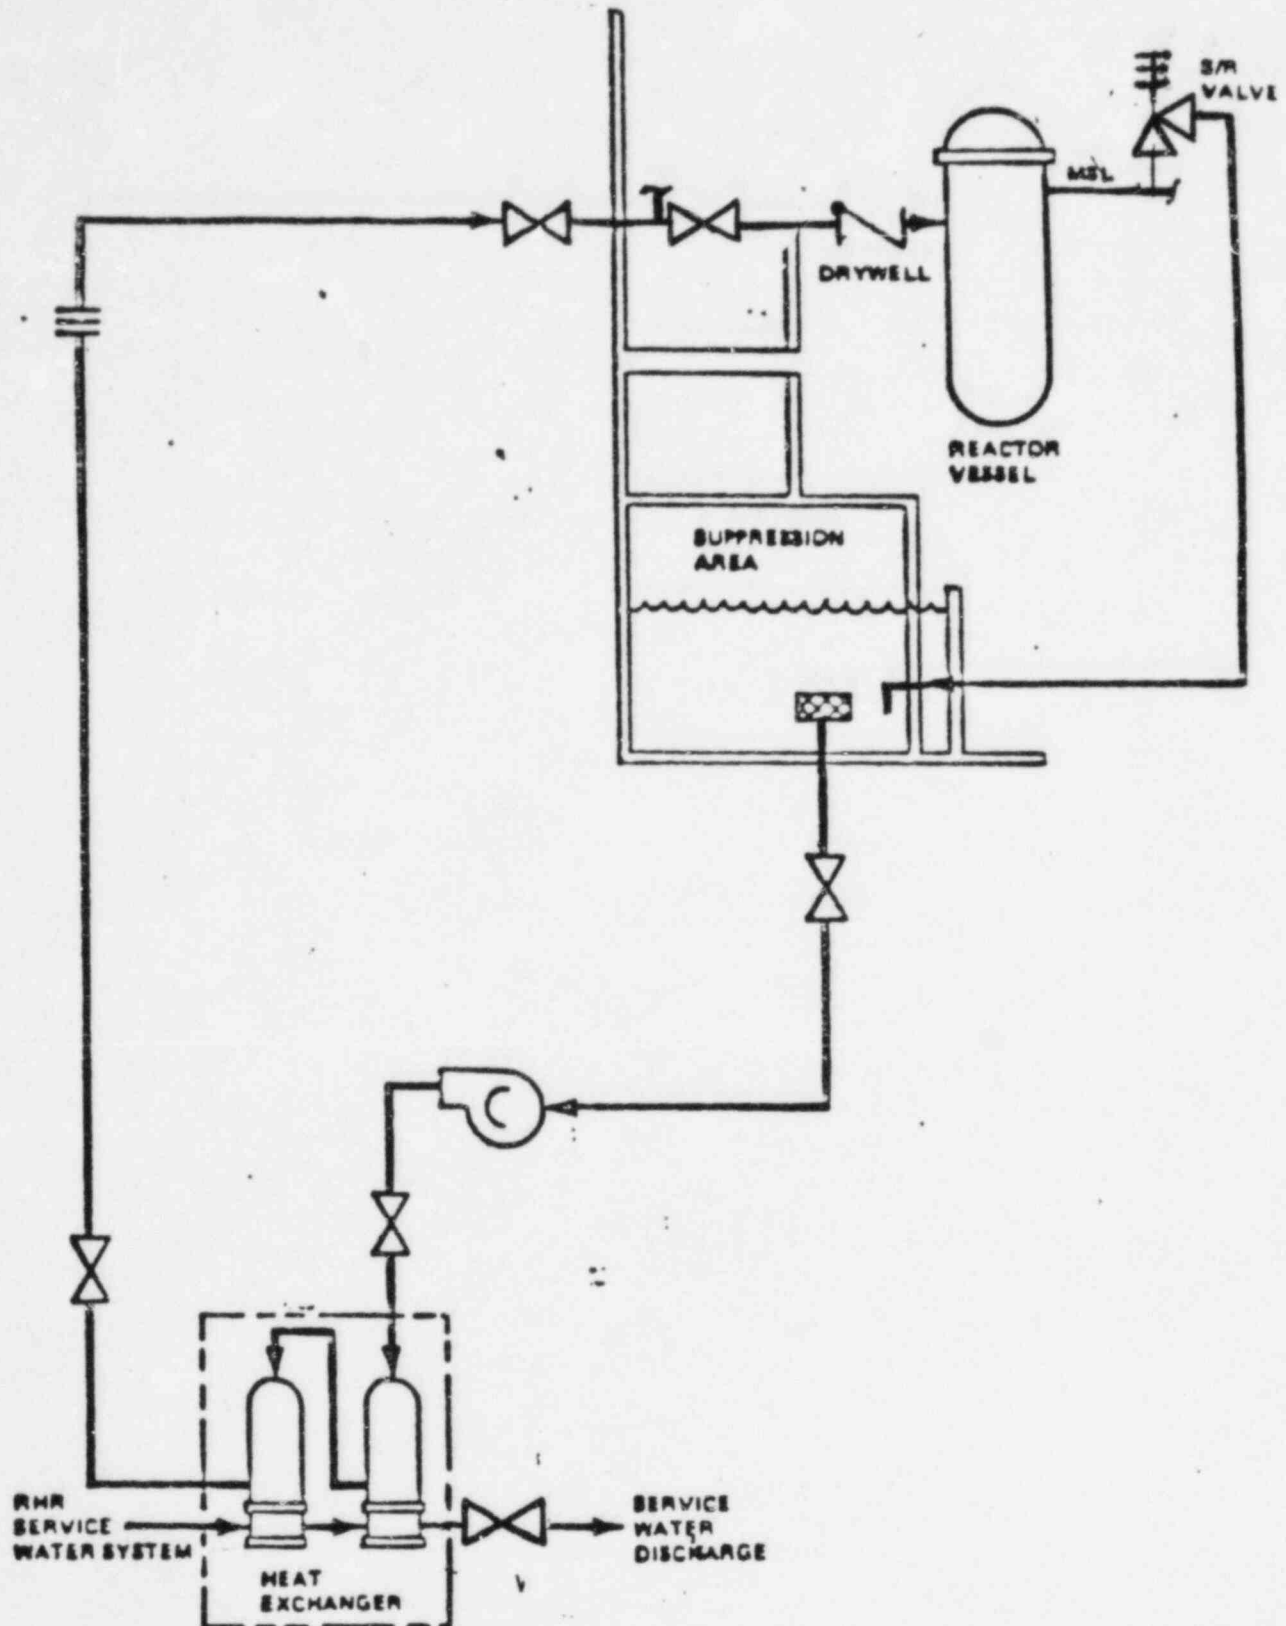 S/R
VALVE
MSL
DRYWELL
REACTOR
VESSEL
SUPPRESSION
AREA
RHR
SERVICE
WATER SYSTEM
SERVICE
WATER
DISCHARGE
HEAT
EXCHANGER